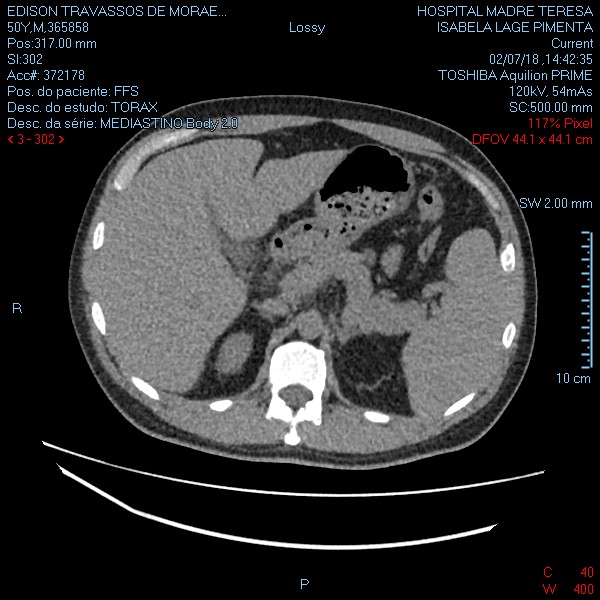 EDISON TRAVASSOS DE MORAE...
50Y,M,365858
Pos:317.00 mm
SI:302
Acc#: 372178
Pos. do paciente: FFS
Desc. do estudo: TORAX
Desc. da série: MEDIASTINO Body 2.0
< 3 - 302 >
Lossy
HOSPITAL MADRE TERESA
ISABELA LAGE PIMENTA
Current
02/07/18 ,14:42:35
TOSHIBA Aquilion PRIME
120kV, 54mAs
SC:500.00 mm
117% Pixel
DFOV 44.1 x 44.1 cm
SW 2.00 mm
R
10 cm
P
C 40
W 400